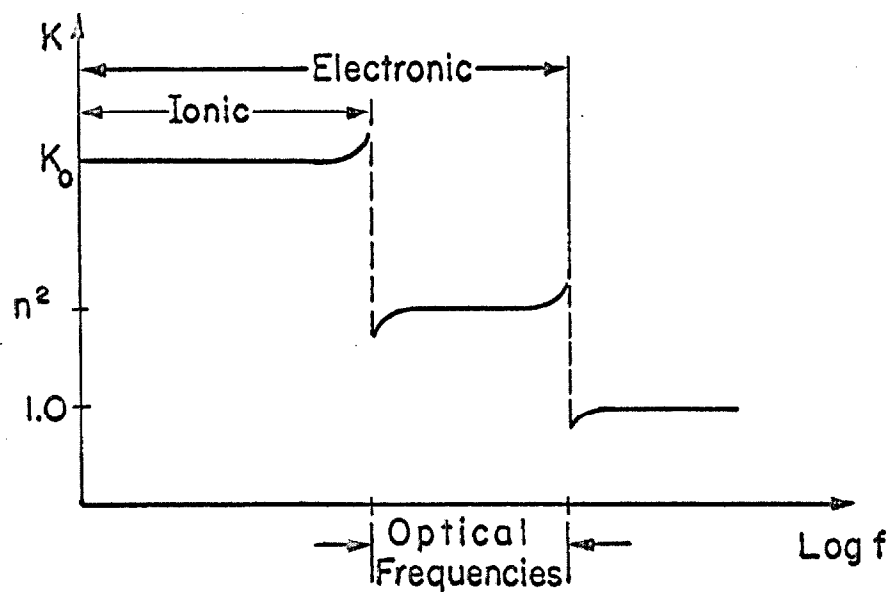 K
Electronic
Ionic
K₀
n²
1.0
Optical
Frequencies
Log f